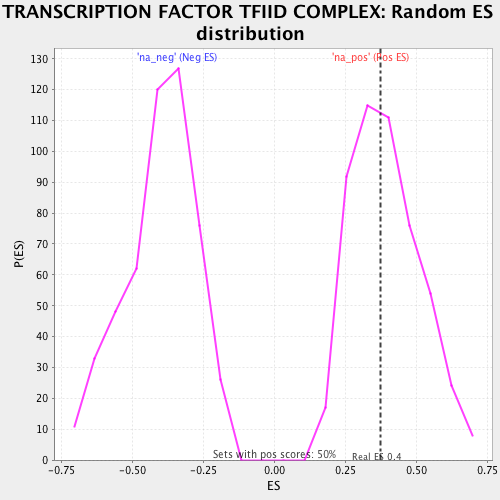 TRANSCRIPTION FACTOR TFIID COMPLEX: Random ES
distribution
'na_neg' (Neg ES)
'na_pos' (Pos ES)
130
120
110
100
90
80
70
60
50
40
30
20
10
0
P(ES)
Sets with pos scores: 50%
Real ES 0.4
-0.75
-0.50
-0.25
0.00
0.25
0.50
0.75
ES